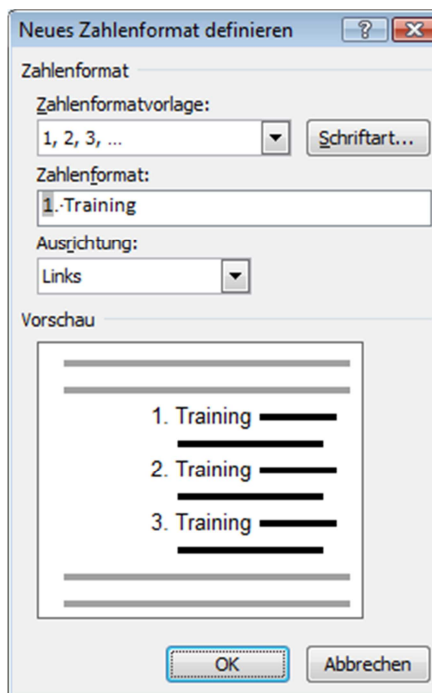 Neues Zahlenformat definieren
Zahlenformat
Zahlenformatvorlage:
1, 2, 3, ...
Schriftart...
Zahlenformat:
1.·Training
Ausrichtung:
Links
Vorschau
1. Training
2. Training
3. Training
OK Abbrechen